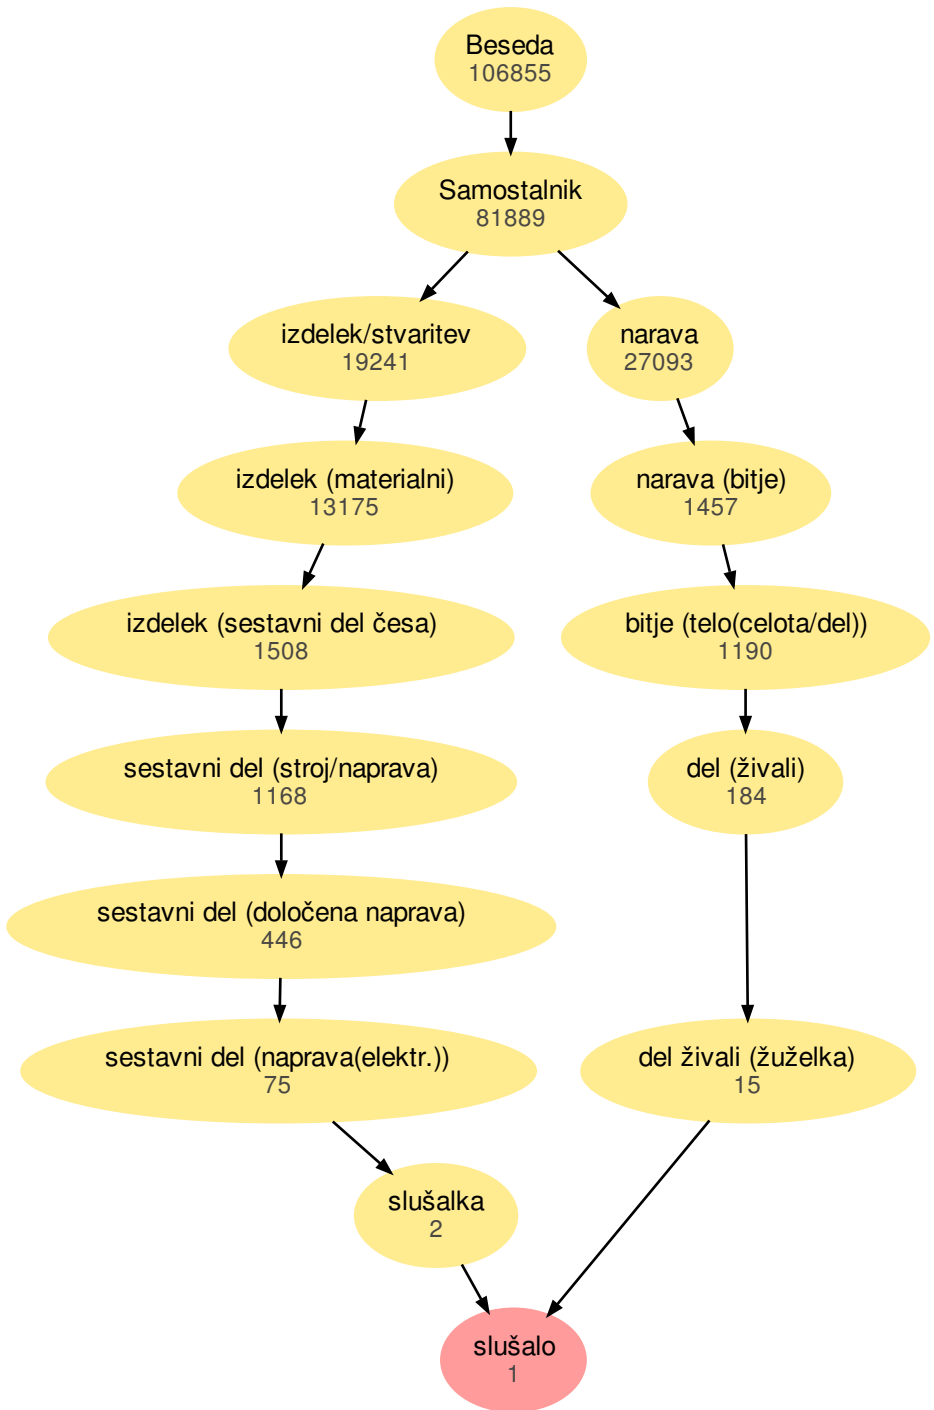 Beseda
106855
Samostalnik
81889
izdelek/stvaritev
19241
narava
27093
izdelek (materialni)
13175
narava (bitje)
1457
izdelek (sestavni del česa)
1508
bitje (telo(celota/del))
1190
sestavni del (stroj/naprava)
1168
del (živali)
184
sestavni del (določena naprava)
446
sestavni del (naprava(elektr.))
75
del živali (žuželka)
15
slušalka
2
slušalo
1